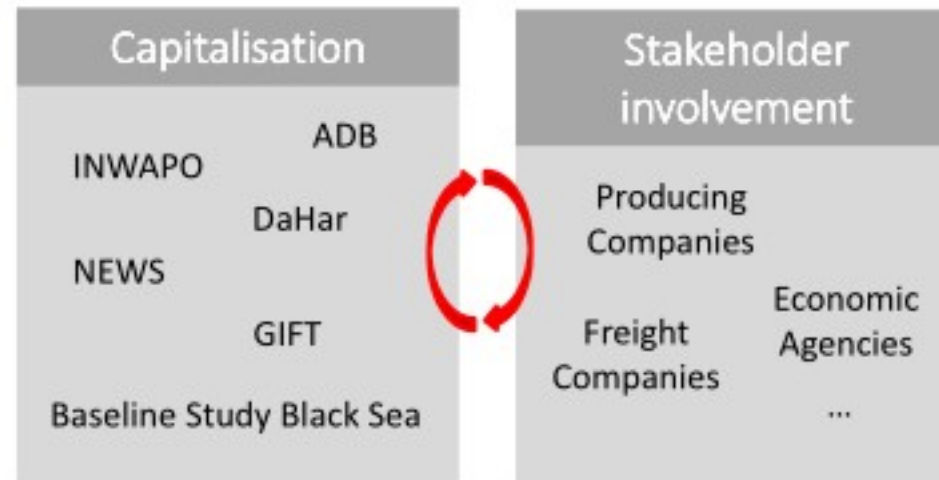 Capitalisation
ADB
INWAPO
DaHar
NEWS
GIFT
Baseline Study Black Sea
Stakeholder
involvement
Producing
Companies
Economic
Agencies
Freight
Companies
...